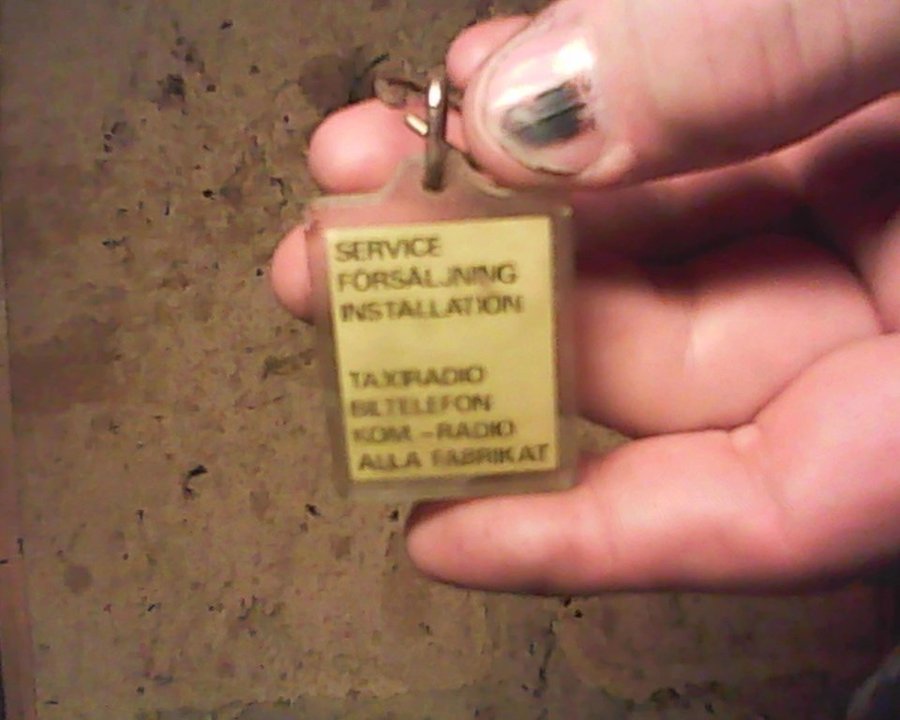 SERVICE
FÖRSÄLJNING
INSTALLATION
TAXIRADIO
BILTELEFON
KOM.-RADIO
ALLA FABRIKAT